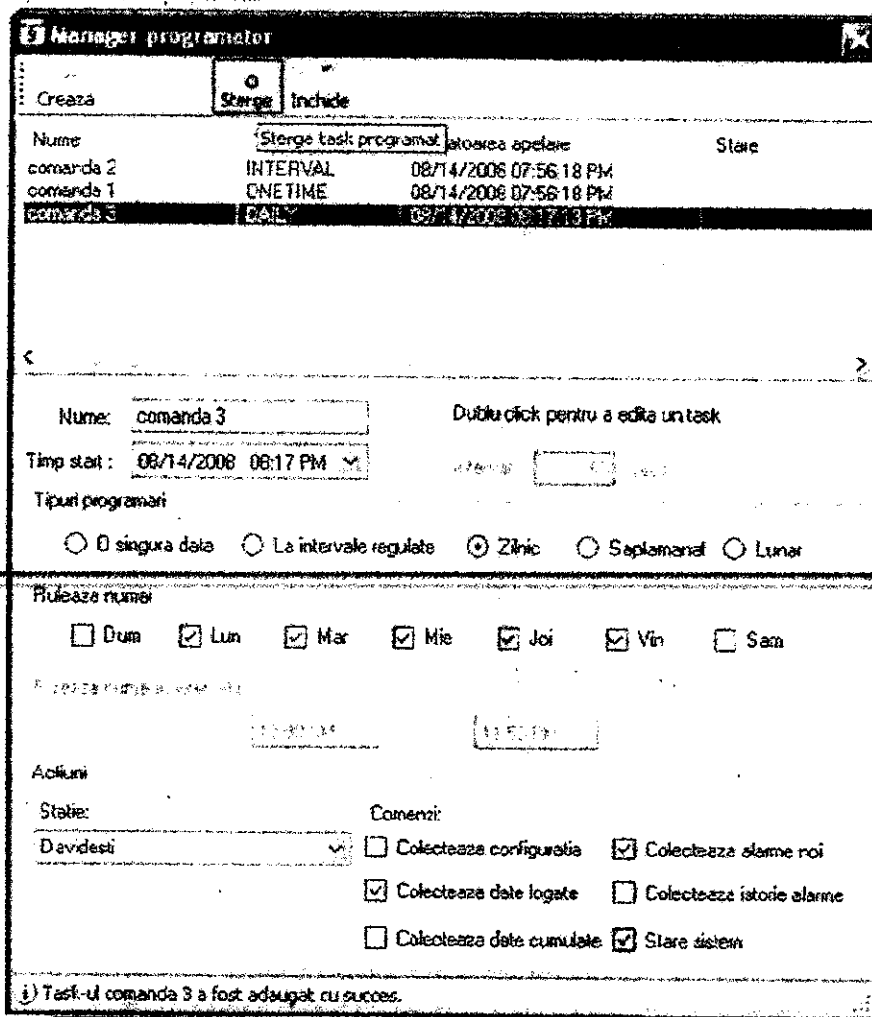 Manager programator
Creaza Sterge Inchide
Nume Sterge task programat atoarea apelare Stare
comanda 2 INTERVAL 08/14/2008 07:56:18 PM
comanda 1 ONETIME 08/14/2008 07:56:18 PM
comanda 3 DAILY 08/14/2008 PM
Nume: comanda 3 Dublu click pentru a edita un task
Timp start : 08/14/2008 08:17 PM
Tipuri programari
O singura data La intervale regulate Zilnic Saptamanal Lunar
Ruleaza numai
Dum Lun Mar Mie Joi Vin Sam
Actiuni
Statie: Comenzi:
Davidesti Colecteaza configuratia Colecteaza alarme noi
Colecteaza date logate Colecteaza istorie alarme
Colecteaza date cumulate Stare sistem
Task-ul comanda 3 a fost adaugat cu succes.